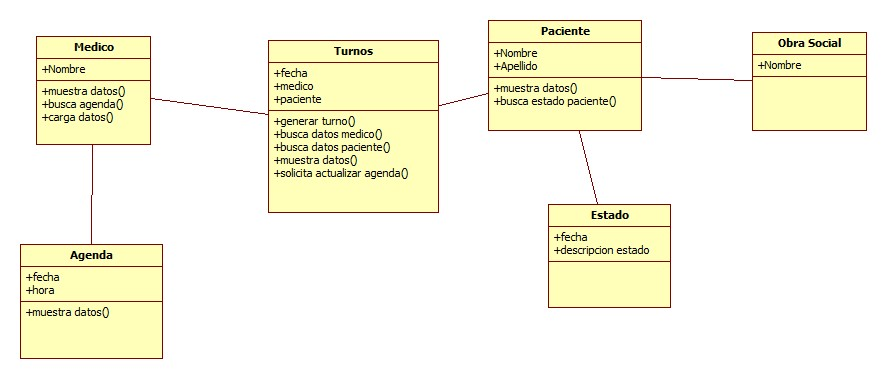 Medico
+Nombre
+muestra datos()
+busca agenda()
+carga datos()
Turnos
+fecha
+medico
+paciente
+generar turno()
+busca datos medico()
+busca datos paciente()
+muestra datos()
+solicita actualizar agenda()
Paciente
+Nombre
+Apellido
+muestra datos()
+busca estado paciente()
Obra Social
+Nombre
Agenda
+fecha
+hora
+muestra datos()
Estado
+fecha
+descripcion estado